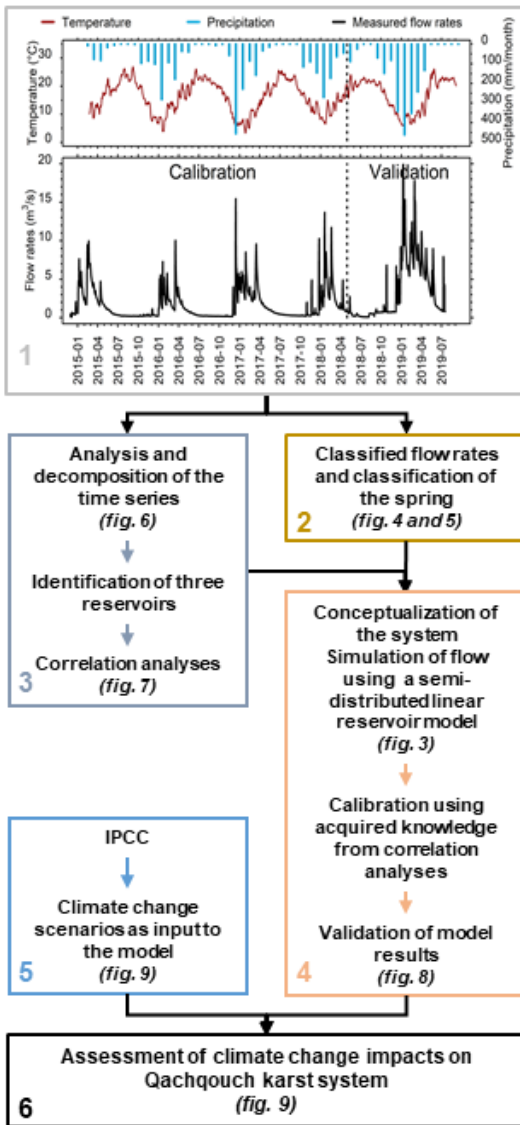 Temperature Precipitation Measured flow rates
Temperature (°C)
30
20
10
0
0
100
200
300
400
500
Precipitation (mm/month)
Calibration Validation
Flow rates (m³/s)
20
15
10
5
0
2015-01
2015-04
2015-07
2015-10
2016-01
2016-04
2016-07
2016-10
2017-01
2017-04
2017-07
2017-10
2018-01
2018-04
2018-07
2018-10
2019-01
2019-04
2019-07
1
Analysis and
decomposition of the
time series
(fig. 6)
Identification of three
reservoirs
Correlation analyses
(fig. 7)
3
Classified flow rates
and classification of
the spring
(fig. 4 and 5)
2
Conceptualization of
the system
Simulation of flow
using a semi-
distributed linear
reservoir model
(fig. 3)
Calibration using
acquired knowledge
from correlation
analyses
Validation of model
results
(fig. 8)
4
IPCC
Climate change
scenarios as input to
the model
(fig. 9)
5
Assessment of climate change impacts on
Qachqouch karst system
(fig. 9)
6